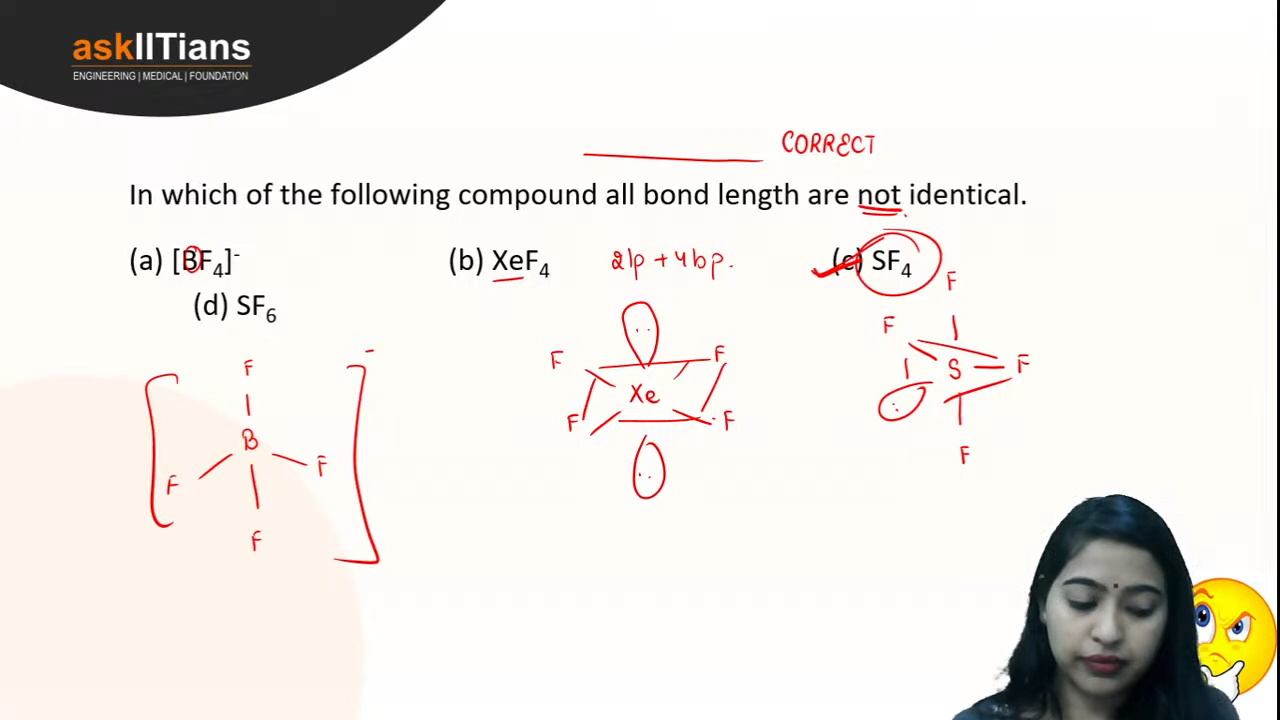 askIITians
ENGINEERING | MEDICAL | FOUNDATION
CORRECT
In which of the following compound all bond length are not identical.
(a) [BF₄]⁻ (b) XeF₄ 2lp + 4bp. (c) SF₄
(d) SF₆
F
F
B
F
F
-
F
F
Xe
F
F
F
F
S
F
F